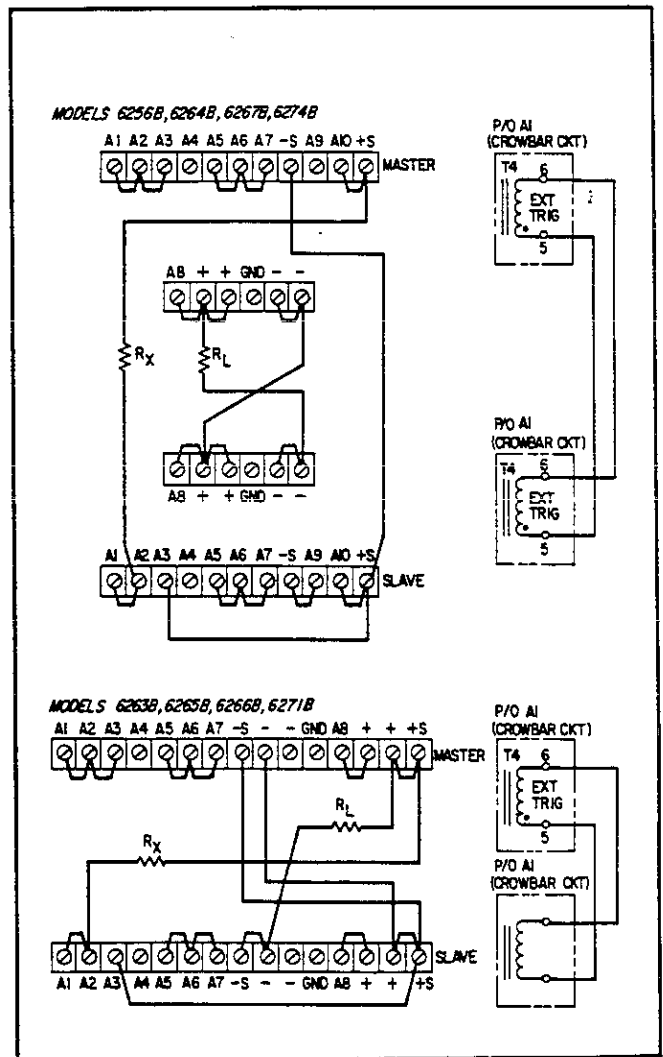 MODELS 6256B, 6264B, 6267B, 6274B
A1 A2 A3 A4 A5 A6 A7 -S A9 A10 +S
MASTER
P/O A1
(CROWBAR CKT)
T4 6
EXT
TRIG
5
A8 + + GND - -
RX
RL
A8 + + GND - -
P/O A1
(CROWBAR CKT)
T4 6
EXT
TRIG
5
A1 A2 A3 A4 A5 A6 A7 -S A9 A10 +S
SLAVE
MODELS 6263B, 6265B, 6266B, 6271B
A1 A2 A3 A4 A5 A6 A7 -S - - GND A8 + + +S
MASTER
P/O A1
(CROWBAR CKT)
T4 6
EXT
TRIG
5
RL
RX
P/O A1
(CROWBAR CKT)
SLAVE
A1 A2 A3 A4 A5 A6 A7 -S - - GND A8 + + +S